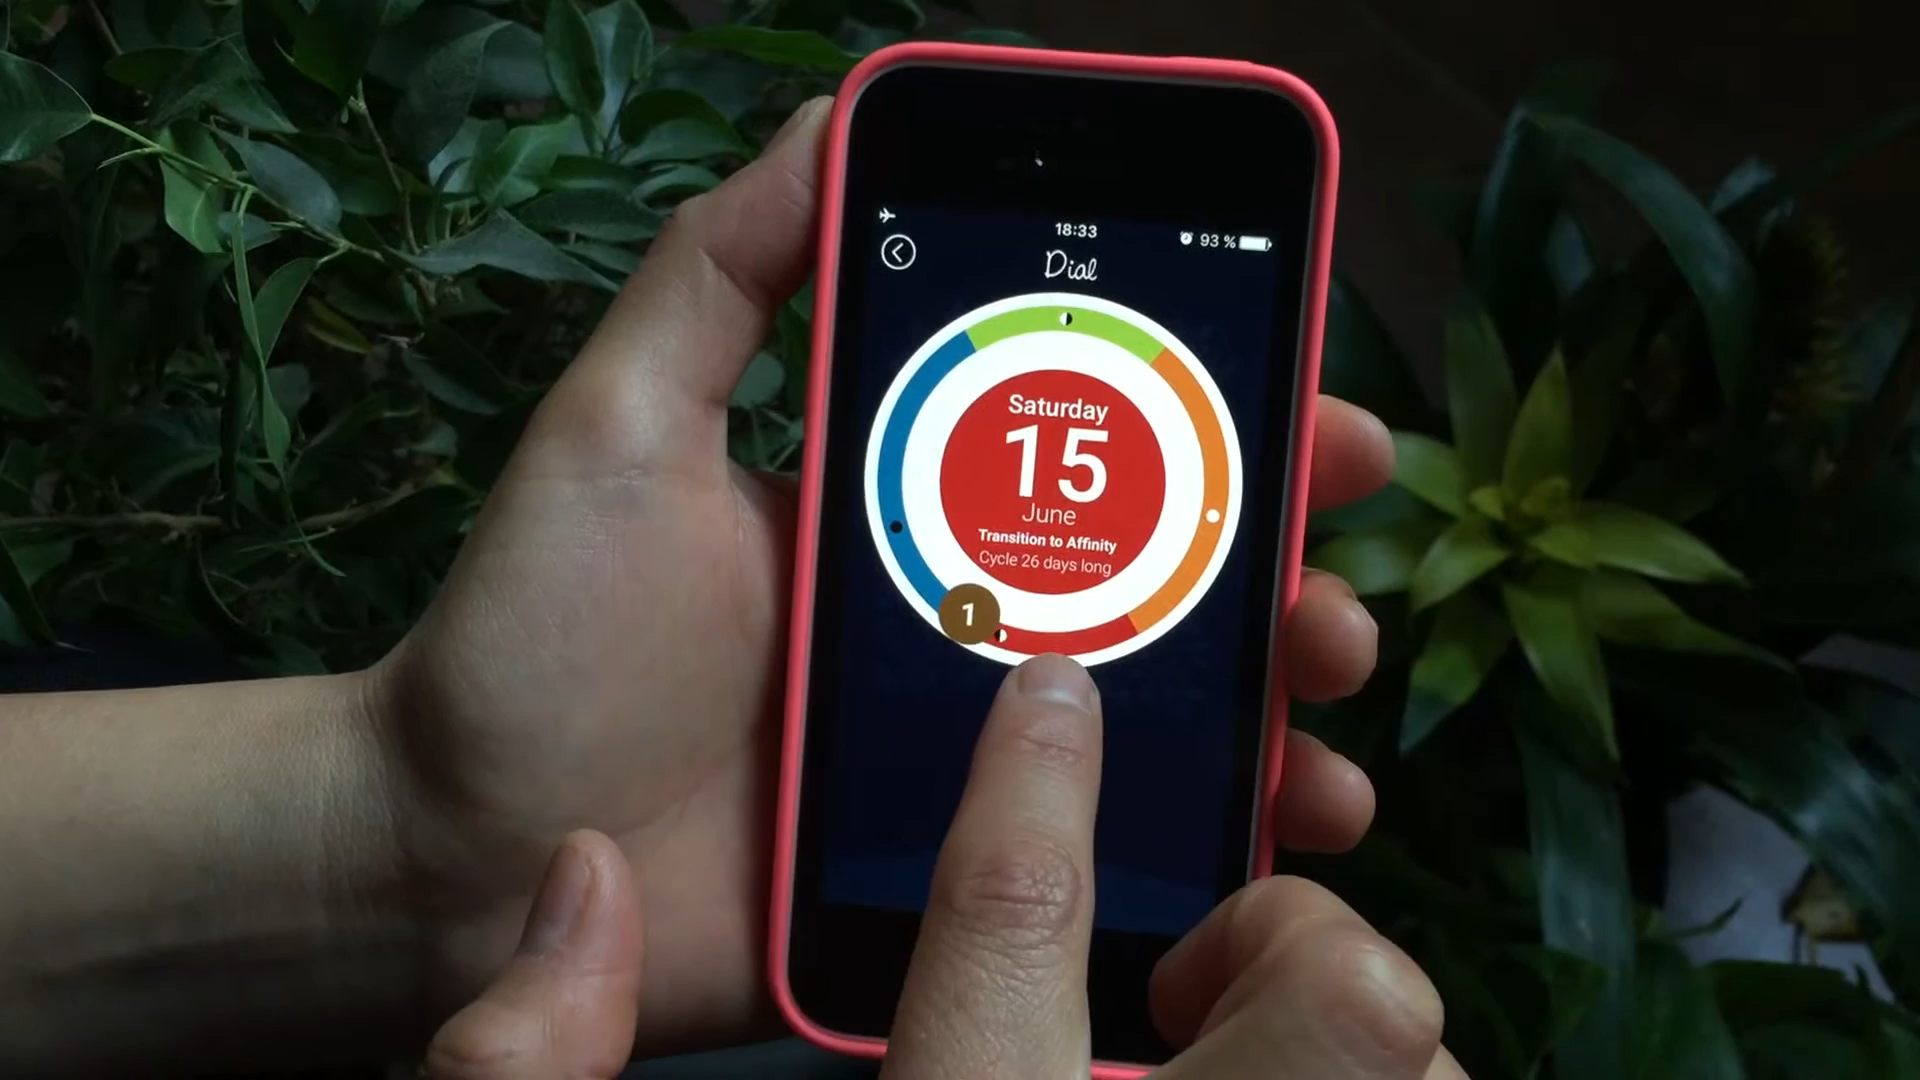 18:33
93 %
Dial
Saturday
15
June
Transition to Affinity
Cycle 26 days long
1